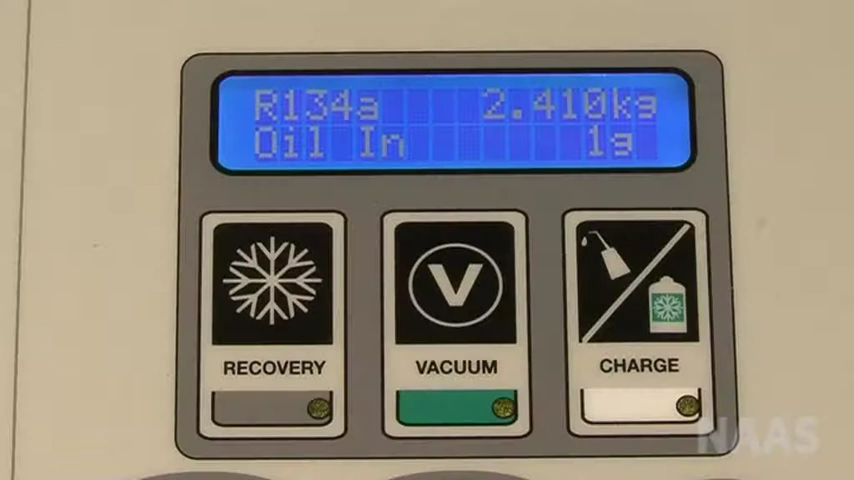 R134a 2.410kg
Oil In 1g
V
RECOVERY
VACUUM
CHARGE
NAAS